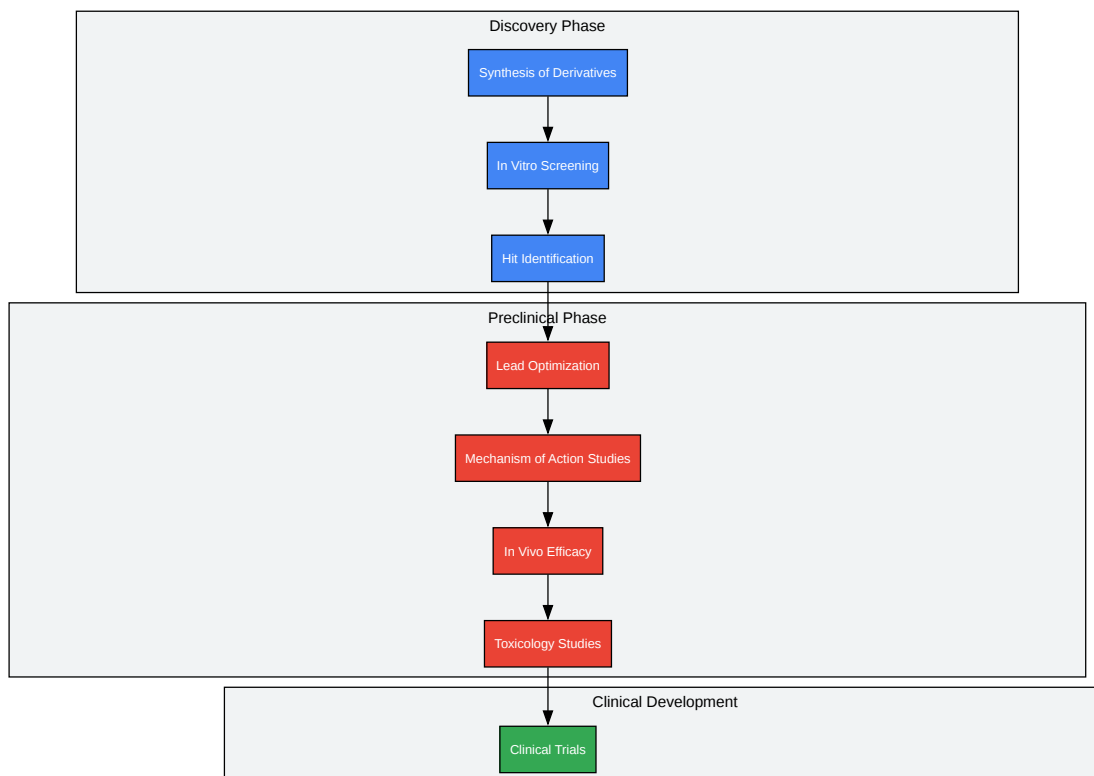 Discovery Phase
Synthesis of Derivatives
In Vitro Screening
Hit Identification
Preclinical Phase
Lead Optimization
Mechanism of Action Studies
In Vivo Efficacy
Toxicology Studies
Clinical Development
Clinical Trials